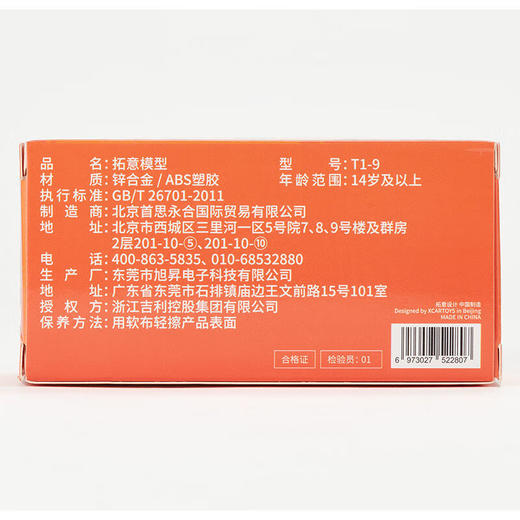 品名：拓意模型 型号：T1-9
材质：锌合金/ABS塑胶 年龄范围：14岁及以上
执行标准：GB/T 26701-2011
制造商：北京首思永合国际贸易有限公司
地址：北京市西城区三里河一区5号院7、8、9号楼及群房
2层201-10-⑤、201-10-⑩
电话：400-863-5835、010-68532880
生产厂：东莞市旭昇电子科技有限公司
地址：广东省东莞市石排镇庙边王文前路15号101室
授权方：浙江吉利控股集团有限公司
保养方法：用软布轻擦产品表面
拓意设计 中国制造
Designed by XCARTOYS in Beijing
MADE IN CHINA
合格证 检验员：01
6 973027 522807